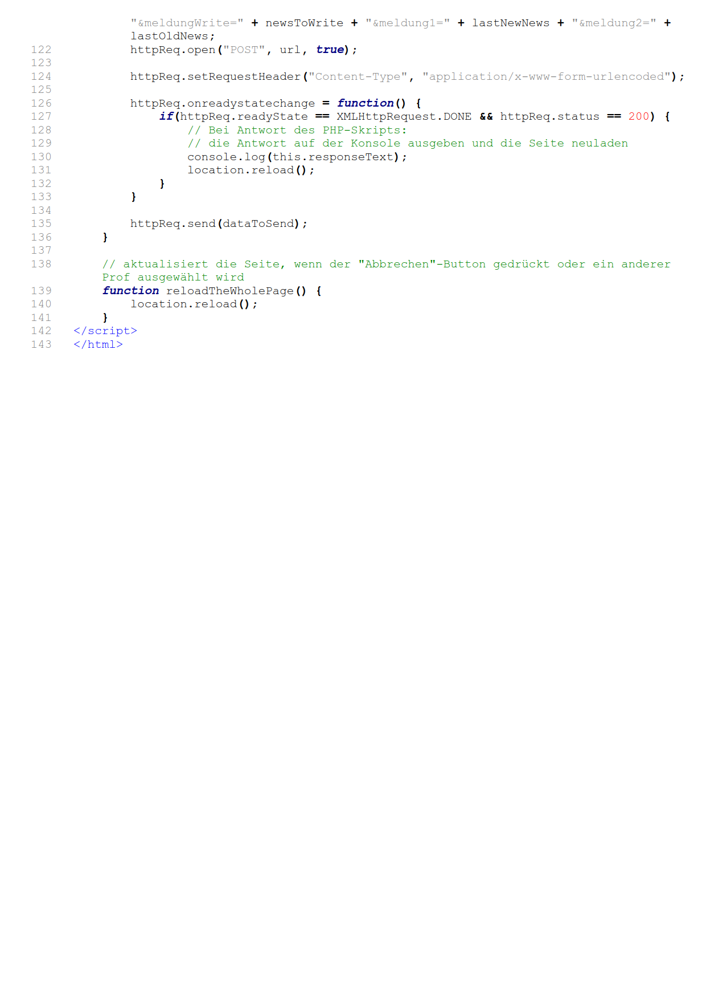 "&meldungWrite=" + newsToWrite + "&meldung1=" + lastNewNews + "&meldung2=" +
lastOldNews;
122 httpReq.open("POST", url, true);
123
124 httpReq.setRequestHeader("Content-Type", "application/x-www-form-urlencoded");
125
126 httpReq.onreadystatechange = function() {
127 if(httpReq.readyState == XMLHttpRequest.DONE && httpReq.status == 200) {
128 // Bei Antwort des PHP-Skripts:
129 // die Antwort auf der Konsole ausgeben und die Seite neuladen
130 console.log(this.responseText);
131 location.reload();
132 }
133 }
134
135 httpReq.send(dataToSend);
136 }
137
138 // aktualisiert die Seite, wenn der "Abbrechen"-Button gedrückt oder ein anderer
Prof ausgewählt wird
139 function reloadTheWholePage() {
140 location.reload();
141 }
142 </script>
143 </html>